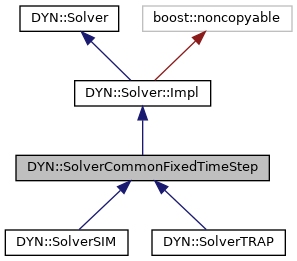 DYN::Solver
boost::noncopyable
DYN::Solver::Impl
DYN::SolverCommonFixedTimeStep
DYN::SolverSIM
DYN::SolverTRAP